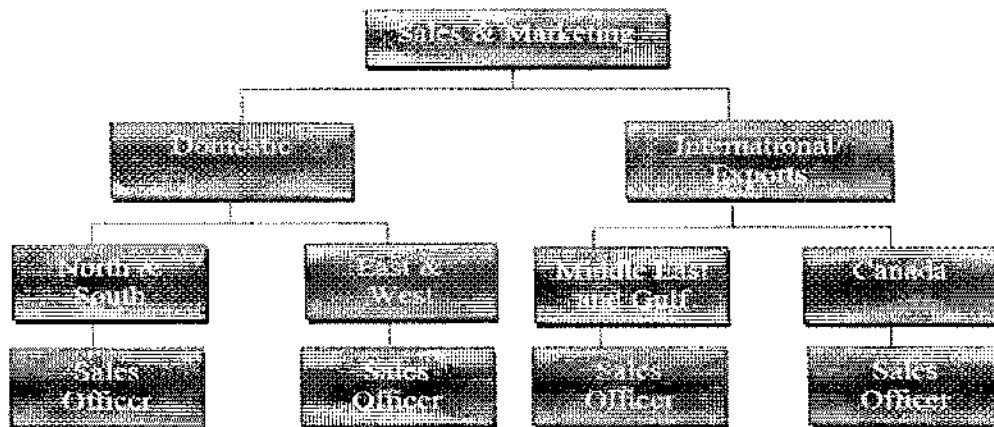 Sales & Marketing
Domestic
International/
Exports
North &
South
East &
West
Middle East
and Gulf
Canada
Sales
Officer
Sales
Officer
Sales
Officer
Sales
Officer